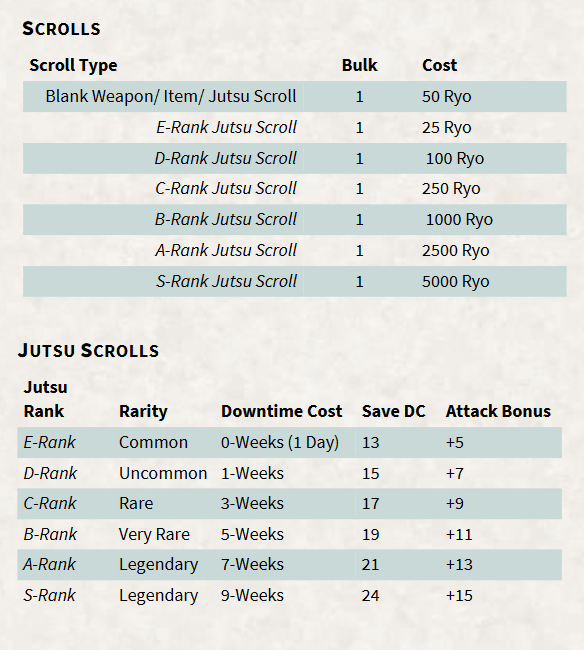 SCROLLS
Scroll Type Bulk Cost
Blank Weapon/ Item/ Jutsu Scroll 1 50 Ryo
E-Rank Jutsu Scroll 1 25 Ryo
D-Rank Jutsu Scroll 1 100 Ryo
C-Rank Jutsu Scroll 1 250 Ryo
B-Rank Jutsu Scroll 1 1000 Ryo
A-Rank Jutsu Scroll 1 2500 Ryo
S-Rank Jutsu Scroll 1 5000 Ryo
JUTSU SCROLLS
Jutsu
Rank Rarity Downtime Cost Save DC Attack Bonus
E-Rank Common 0-Weeks (1 Day) 13 +5
D-Rank Uncommon 1-Weeks 15 +7
C-Rank Rare 3-Weeks 17 +9
B-Rank Very Rare 5-Weeks 19 +11
A-Rank Legendary 7-Weeks 21 +13
S-Rank Legendary 9-Weeks 24 +15